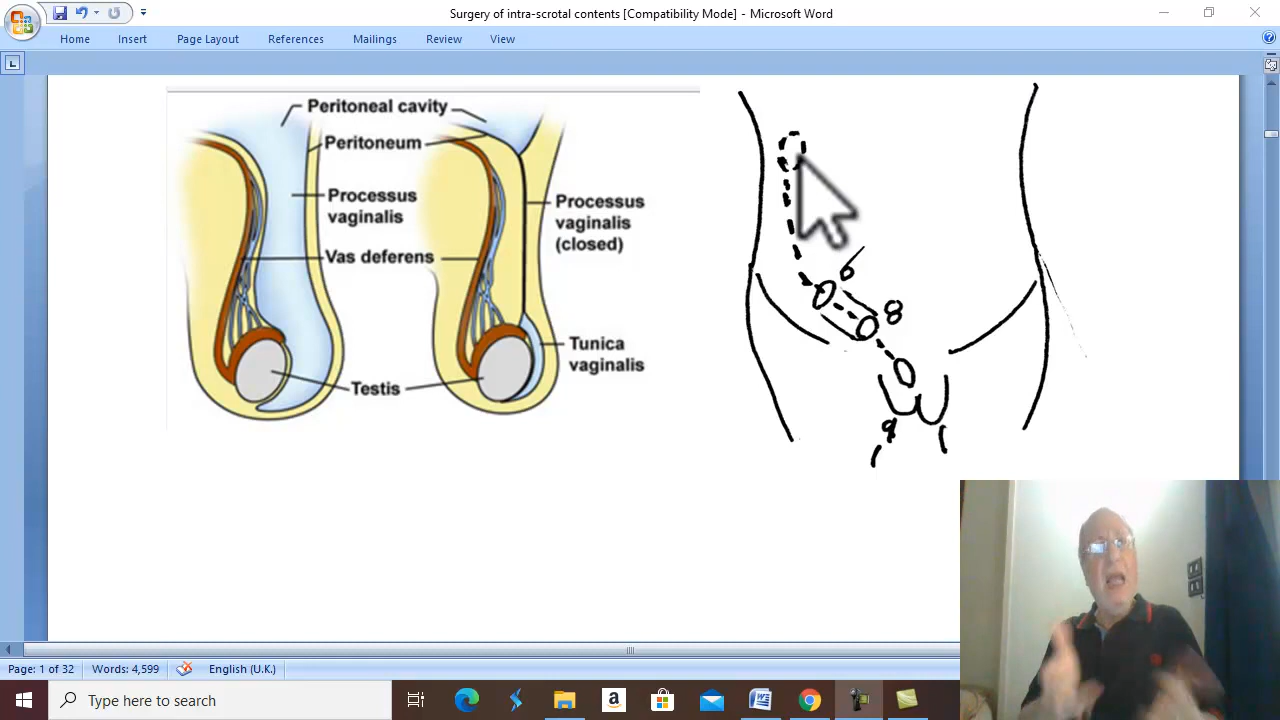 Surgery of intra-scrotal contents [Compatibility Mode] - Microsoft Word
Home Insert Page Layout References Mailings Review View
Peritoneal cavity
Peritoneum
Processus
vaginalis
Vas deferens
Testis
Processus
vaginalis
(closed)
Tunica
vaginalis
6
8
9
Page: 1 of 32 Words: 4,599 English (U.K.)
Type here to search